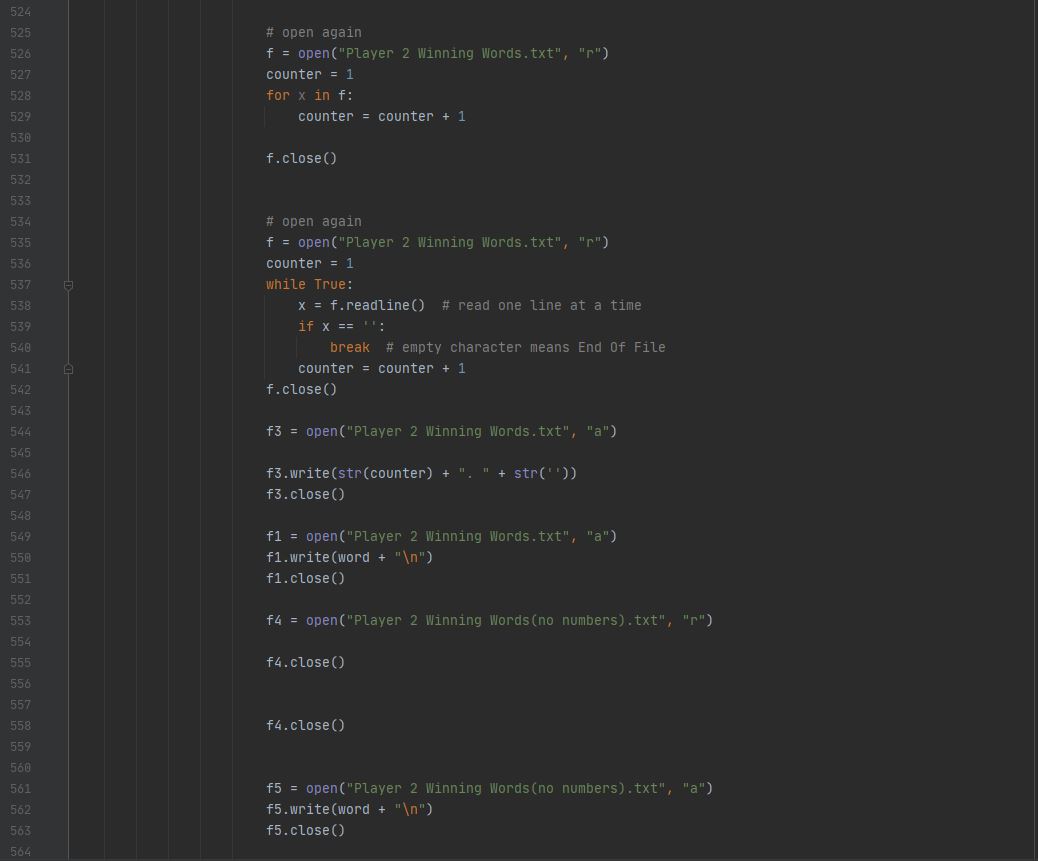 524
525 # open again
526 f = open("Player 2 Winning Words.txt", "r")
527 counter = 1
528 for x in f:
529     counter = counter + 1
530
531 f.close()
532
533
534 # open again
535 f = open("Player 2 Winning Words.txt", "r")
536 counter = 1
537 while True:
538     x = f.readline()  # read one line at a time
539     if x == '':
540         break  # empty character means End Of File
541     counter = counter + 1
542 f.close()
543
544 f3 = open("Player 2 Winning Words.txt", "a")
545
546 f3.write(str(counter) + ". " + str(''))
547 f3.close()
548
549 f1 = open("Player 2 Winning Words.txt", "a")
550 f1.write(word + "\n")
551 f1.close()
552
553 f4 = open("Player 2 Winning Words(no numbers).txt", "r")
554
555 f4.close()
556
557
558 f4.close()
559
560
561 f5 = open("Player 2 Winning Words(no numbers).txt", "a")
562 f5.write(word + "\n")
563 f5.close()
564